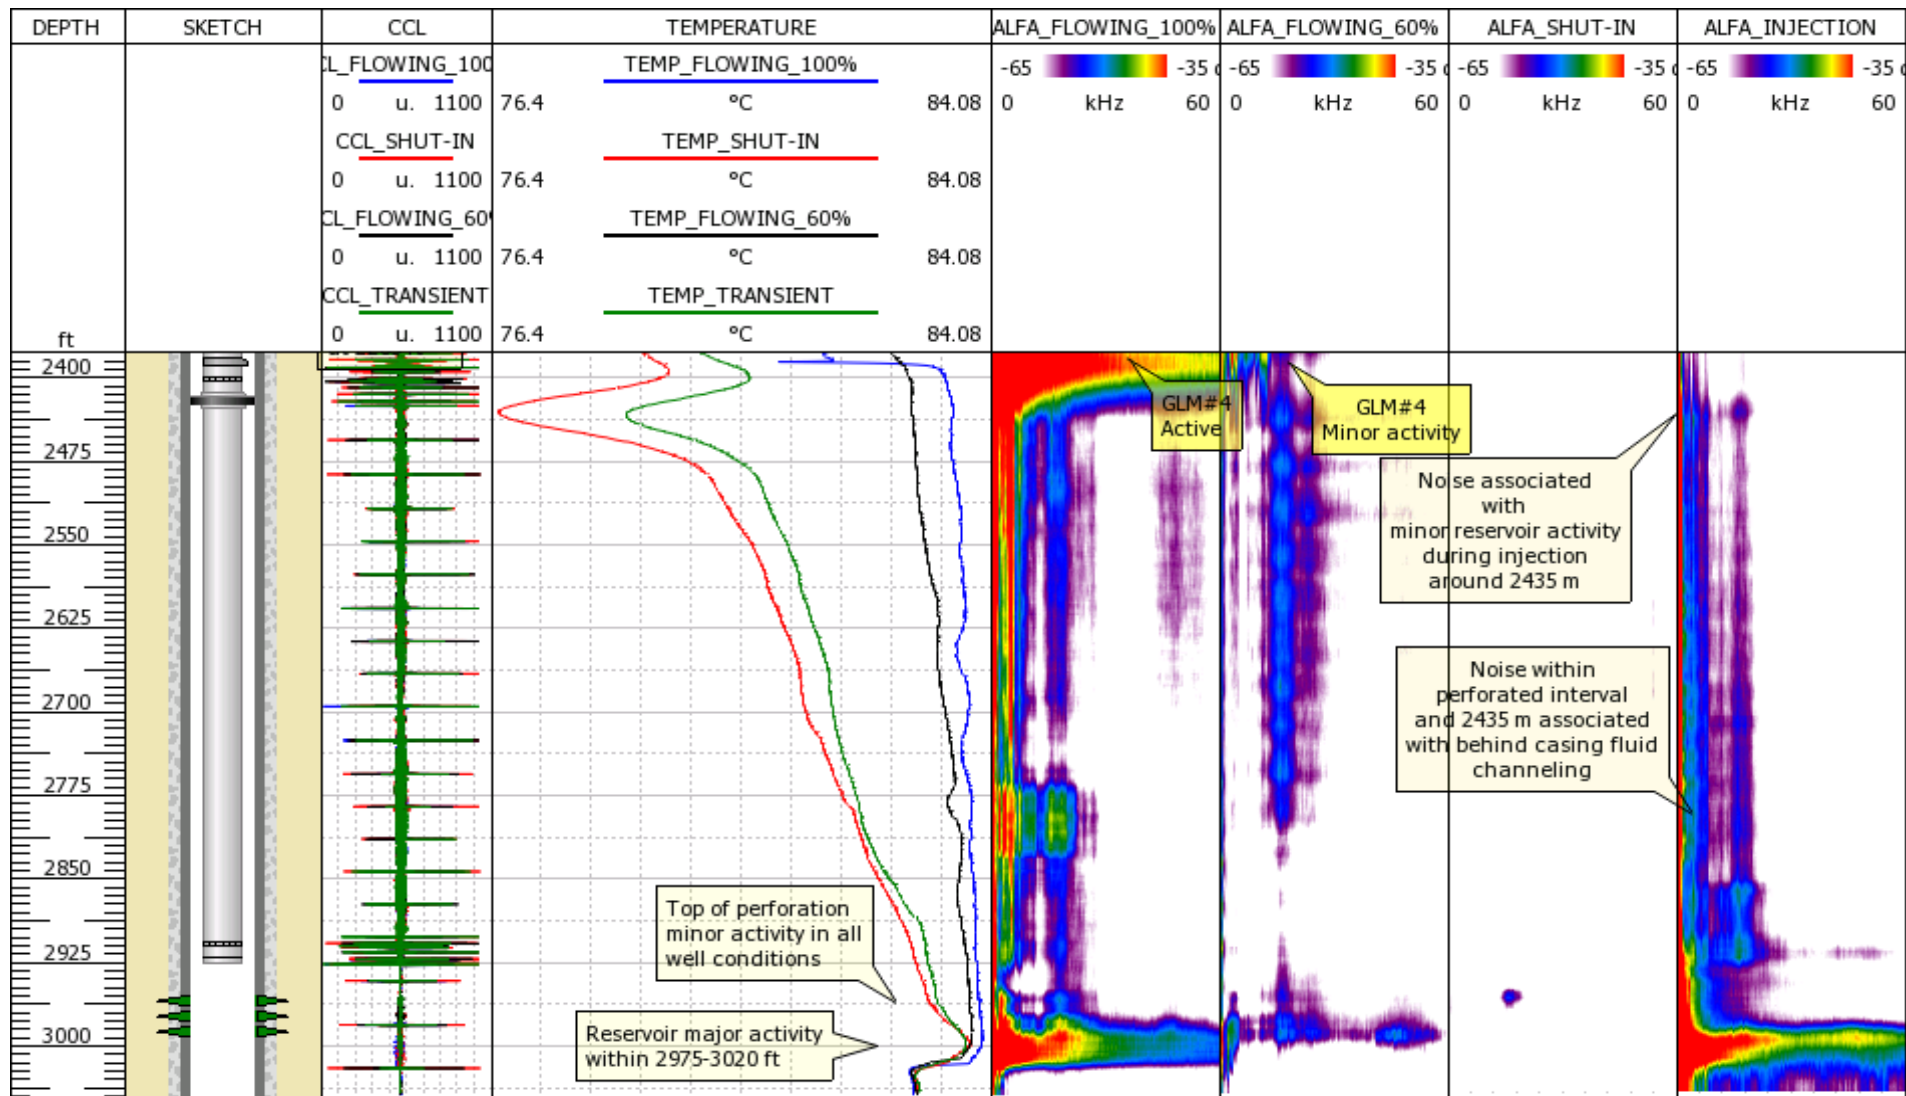 DEPTH SKETCH CCL TEMPERATURE ALFA_FLOWING_100% ALFA_FLOWING_60% ALFA_SHUT-IN ALFA_INJECTION
CL_FLOWING_100 TEMP_FLOWING_100% -65 -35 -65 -35 -65 -35 -65 -35
0 u. 1100 76.4 °C 84.08 0 kHz 60 0 kHz 60 0 kHz 60 0 kHz 60
CCL_SHUT-IN TEMP_SHUT-IN
0 u. 1100 76.4 °C 84.08
CL_FLOWING_60 TEMP_FLOWING_60%
0 u. 1100 76.4 °C 84.08
CCL_TRANSIENT TEMP_TRANSIENT
ft 0 u. 1100 76.4 °C 84.08
2400
2475
2550
2625
2700
2775
2850
2925
3000
GLM#4
Active
GLM#4
Minor activity
Noise associated
with
minor reservoir activity
during injection
around 2435 m
Noise within
perforated interval
and 2435 m associated
with behind casing fluid
channeling
Top of perforation
minor activity in all
well conditions
Reservoir major activity
within 2975-3020 ft